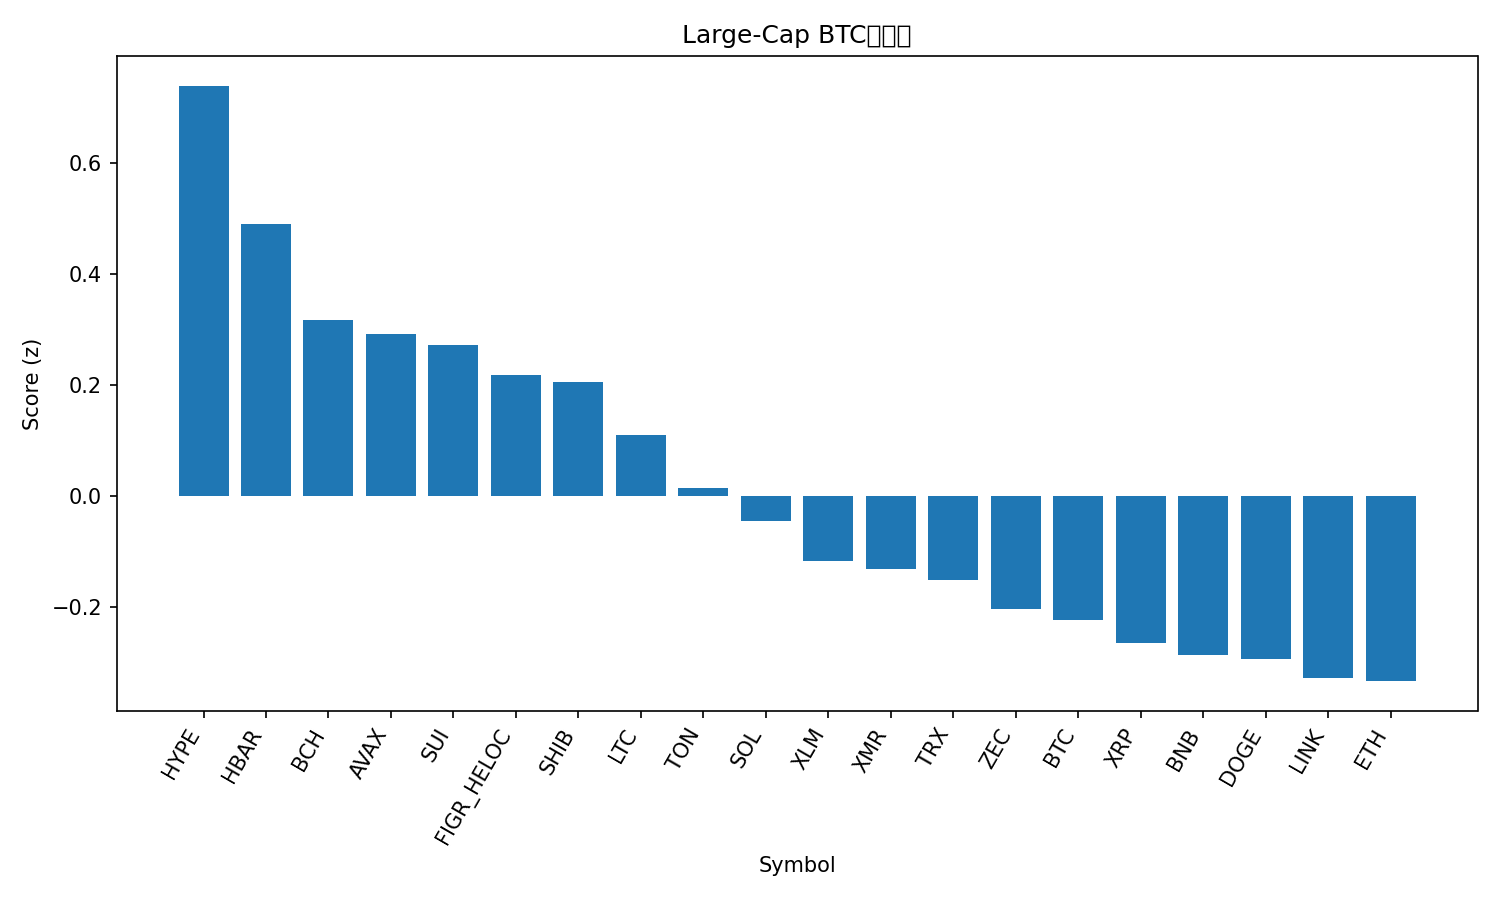 Large-Cap BTC
0.6
0.4
0.2
0.0
−0.2
Score (z)
HYPE
HBAR
BCH
AVAX
SUI
FIGR_HELOC
SHIB
LTC
TON
SOL
XLM
XMR
TRX
ZEC
BTC
XRP
BNB
DOGE
LINK
ETH
Symbol